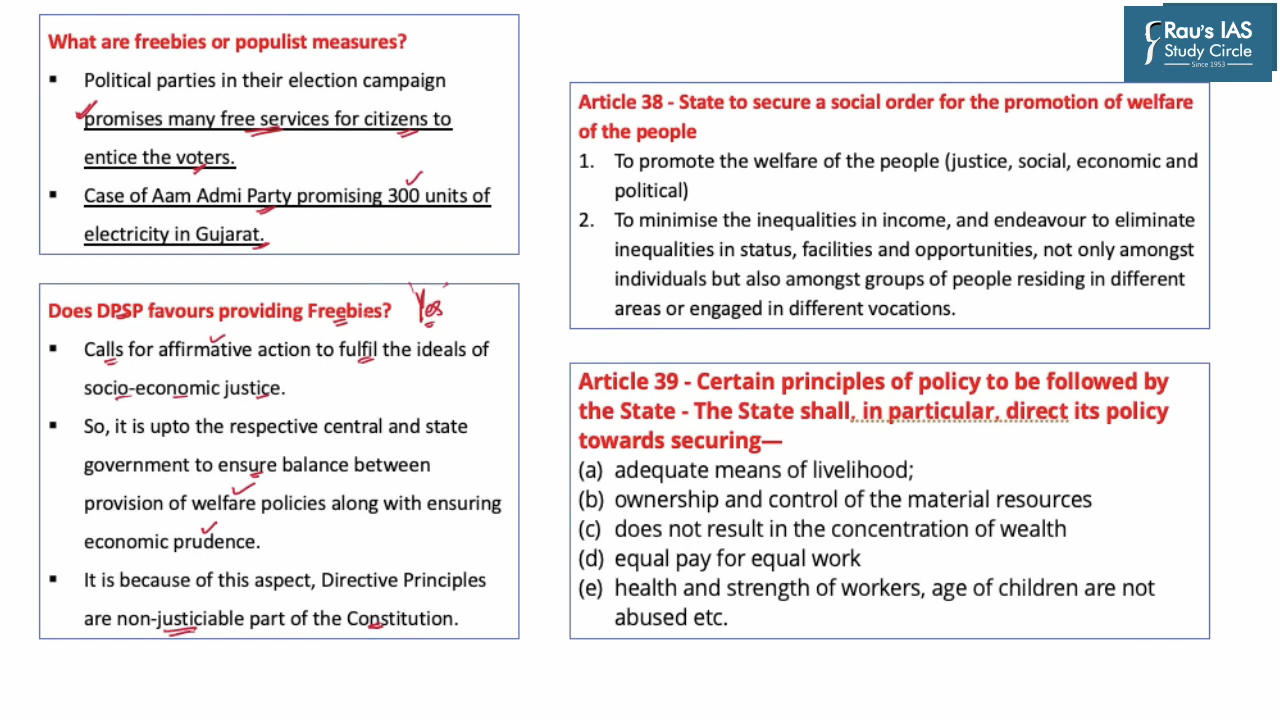 What are freebies or populist measures?
▪ Political parties in their election campaign
promises many free services for citizens to
entice the voters.
▪ Case of Aam Admi Party promising 300 units of
electricity in Gujarat.
Does DPSP favours providing Freebies? Yes
▪ Calls for affirmative action to fulfil the ideals of
socio-economic justice.
▪ So, it is upto the respective central and state
government to ensure balance between
provision of welfare policies along with ensuring
economic prudence.
▪ It is because of this aspect, Directive Principles
are non-justiciable part of the Constitution.
Rau's IAS
Study Circle
Since 1953
Article 38 - State to secure a social order for the promotion of welfare
of the people
1. To promote the welfare of the people (justice, social, economic and
political)
2. To minimise the inequalities in income, and endeavour to eliminate
inequalities in status, facilities and opportunities, not only amongst
individuals but also amongst groups of people residing in different
areas or engaged in different vocations.
Article 39 - Certain principles of policy to be followed by
the State - The State shall, in particular, direct its policy
towards securing—
(a) adequate means of livelihood;
(b) ownership and control of the material resources
(c) does not result in the concentration of wealth
(d) equal pay for equal work
(e) health and strength of workers, age of children are not
abused etc.